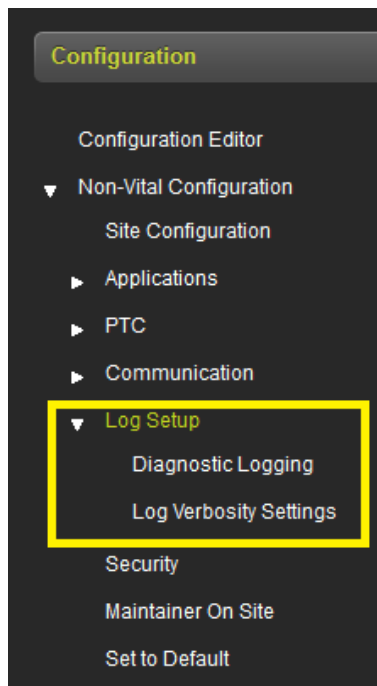 Configuration
Configuration Editor
Non-Vital Configuration
Site Configuration
Applications
PTC
Communication
Log Setup
Diagnostic Logging
Log Verbosity Settings
Security
Maintainer On Site
Set to Default